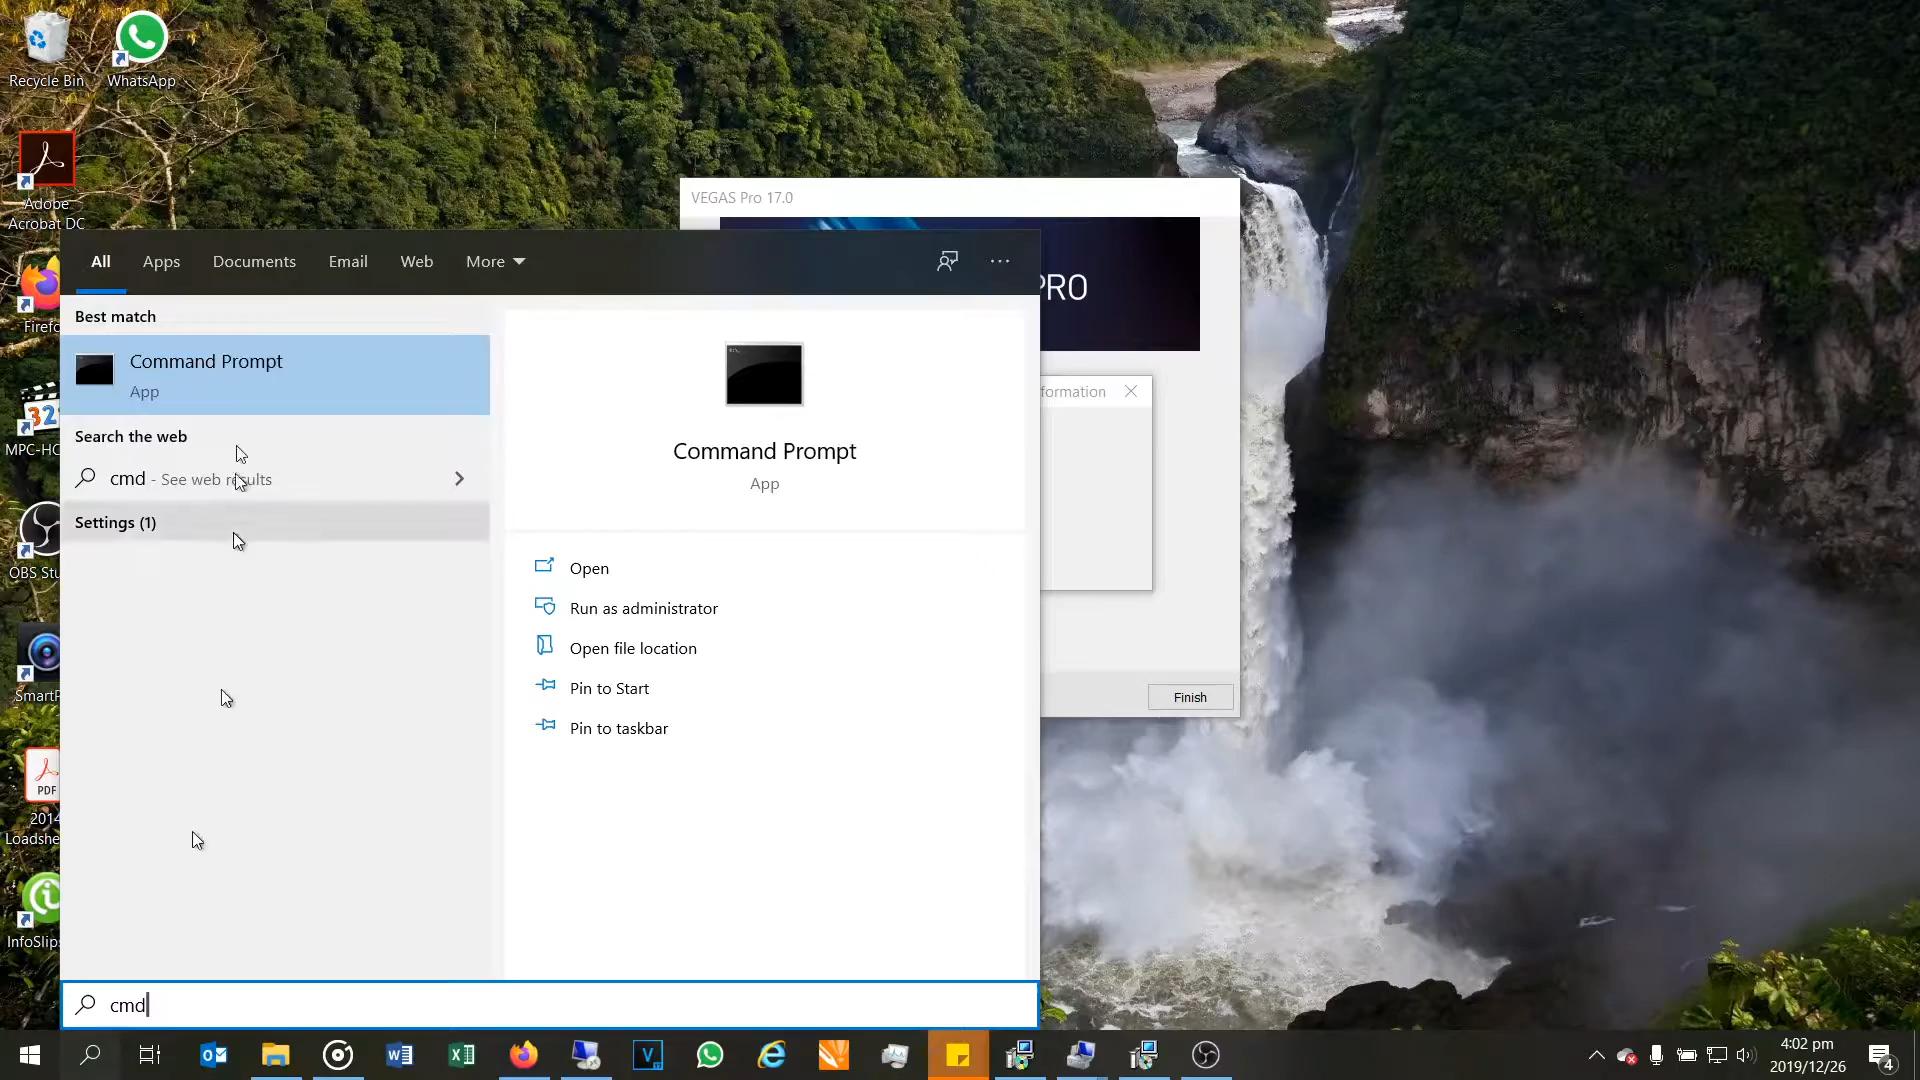 Recycle Bin
WhatsApp
Adobe
Acrobat DC
Firefo
MPC-HC
OBS Stu
SmartP
PDF
2014
Loadshe
InfoSlips
VEGAS Pro 17.0
PRO
formation
Finish
All
Apps
Documents
Email
Web
More
Best match
Command Prompt
App
Search the web
cmd - See web results
Settings (1)
Command Prompt
App
Open
Run as administrator
Open file location
Pin to Start
Pin to taskbar
cmd
4:02 pm
2019/12/26
4